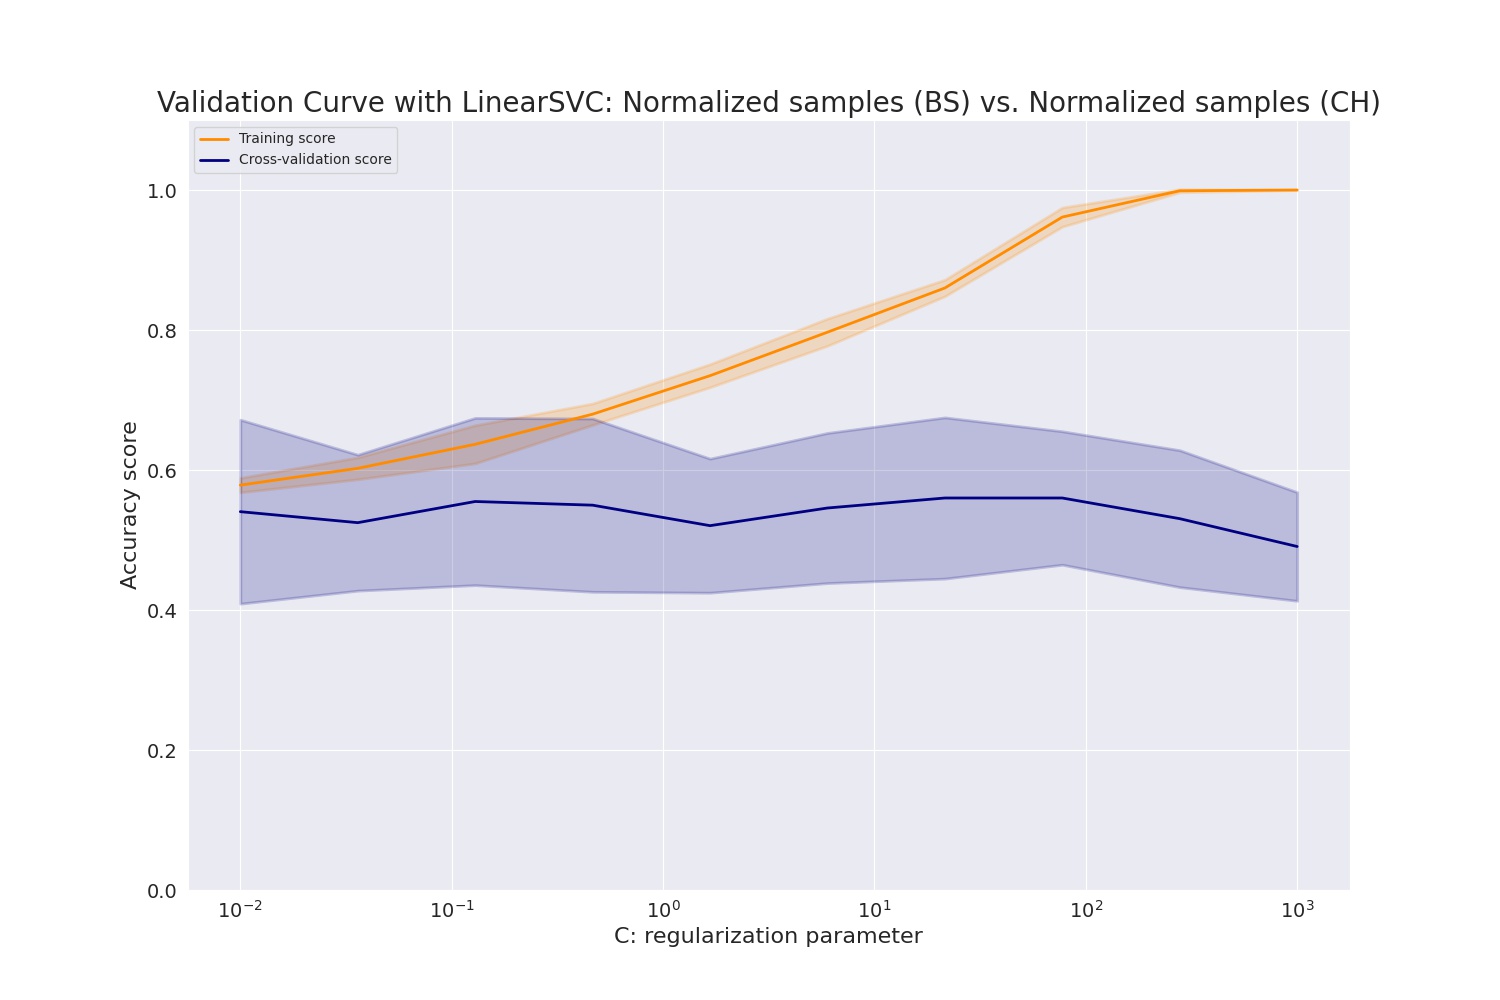 Validation Curve with LinearSVC: Normalized samples (BS) vs. Normalized samples (CH)
Training score
Cross-validation score
1.0
0.8
0.6
0.4
0.2
0.0
Accuracy score
10⁻² 10⁻¹ 10⁰ 10¹ 10² 10³
C: regularization parameter